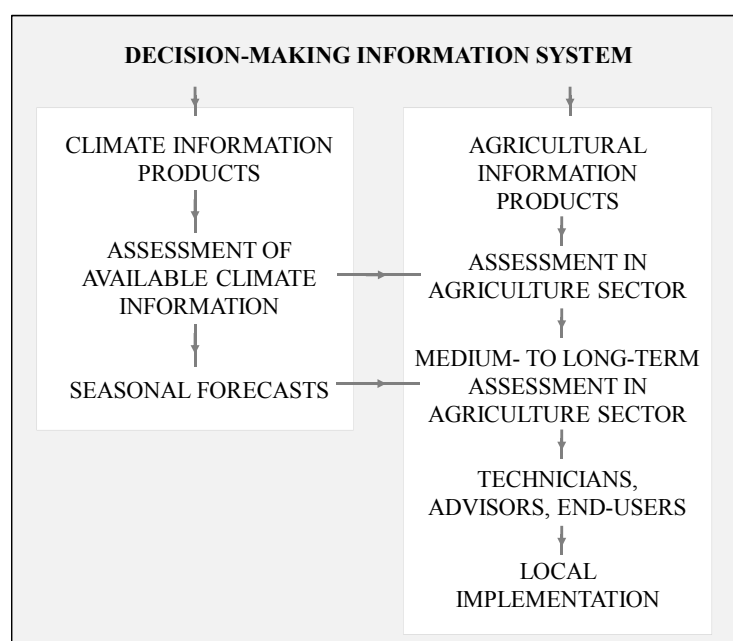 DECISION-MAKING INFORMATION SYSTEM
CLIMATE INFORMATION
PRODUCTS
ASSESSMENT OF
AVAILABLE CLIMATE
INFORMATION
SEASONAL FORECASTS
AGRICULTURAL
INFORMATION
PRODUCTS
ASSESSMENT IN
AGRICULTURE SECTOR
MEDIUM- TO LONG-TERM
ASSESSMENT IN
AGRICULTURE SECTOR
TECHNICIANS,
ADVISORS, END-USERS
LOCAL
IMPLEMENTATION